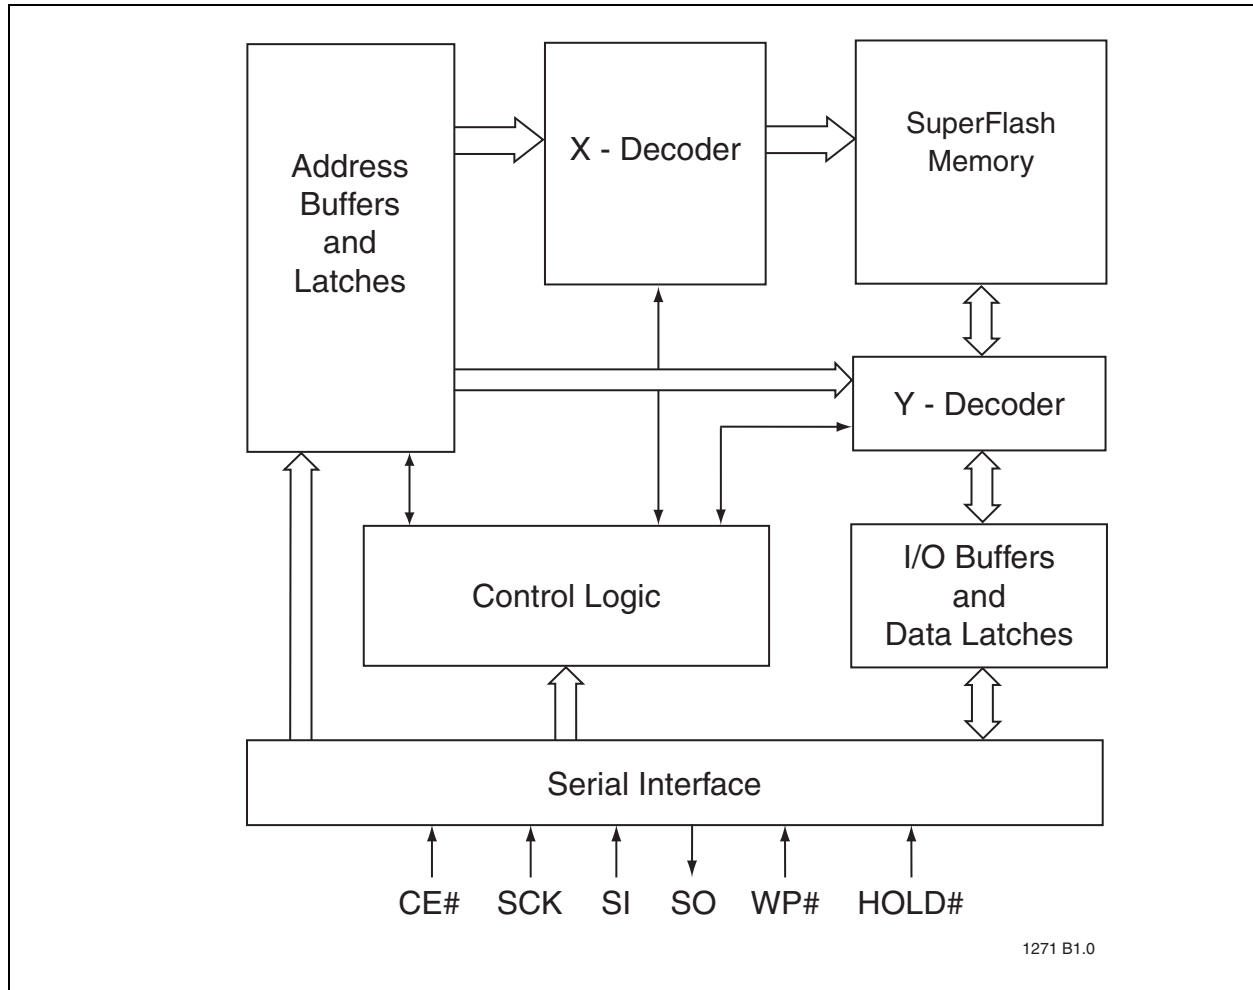 Address
Buffers
and
Latches
X - Decoder
SuperFlash
Memory
Y - Decoder
Control Logic
I/O Buffers
and
Data Latches
Serial Interface
CE# SCK SI SO WP# HOLD#
1271 B1.0